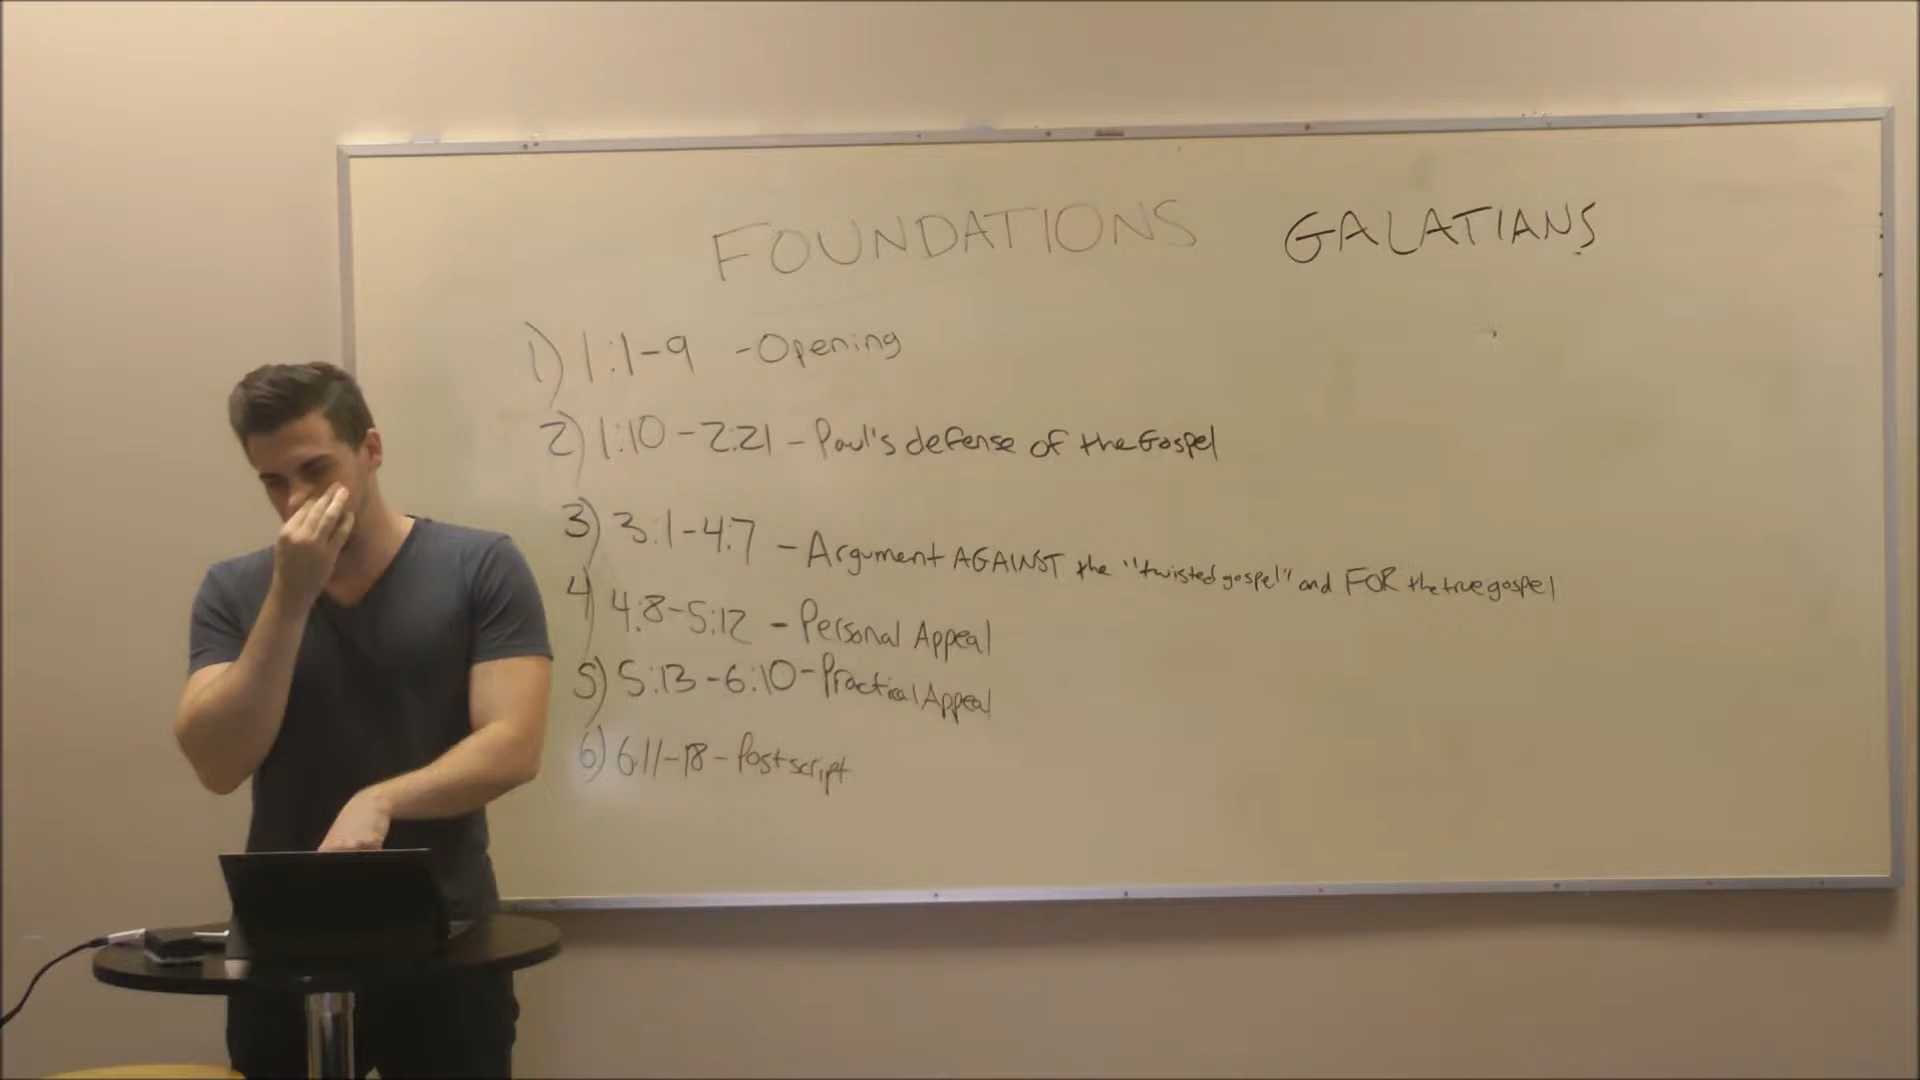 FOUNDATIONS GALATIANS
1) 1:1-9 - Opening
2) 1:10-2:21 - Paul's defense of the Gospel
3) 3:1-4:7 - Argument AGAINST the "twisted gospel" and FOR the true gospel
4) 4:8-5:12 - Personal Appeal
5) 5:13-6:10 - Practical Appeal
6) 6:11-18 - Postscript